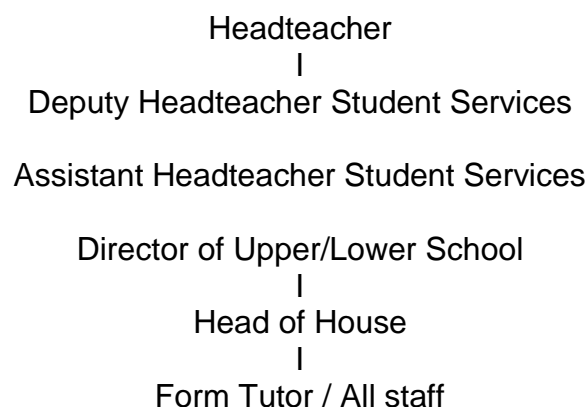 Headteacher
I
Deputy Headteacher Student Services
Assistant Headteacher Student Services
Director of Upper/Lower School
I
Head of House
I
Form Tutor / All staff